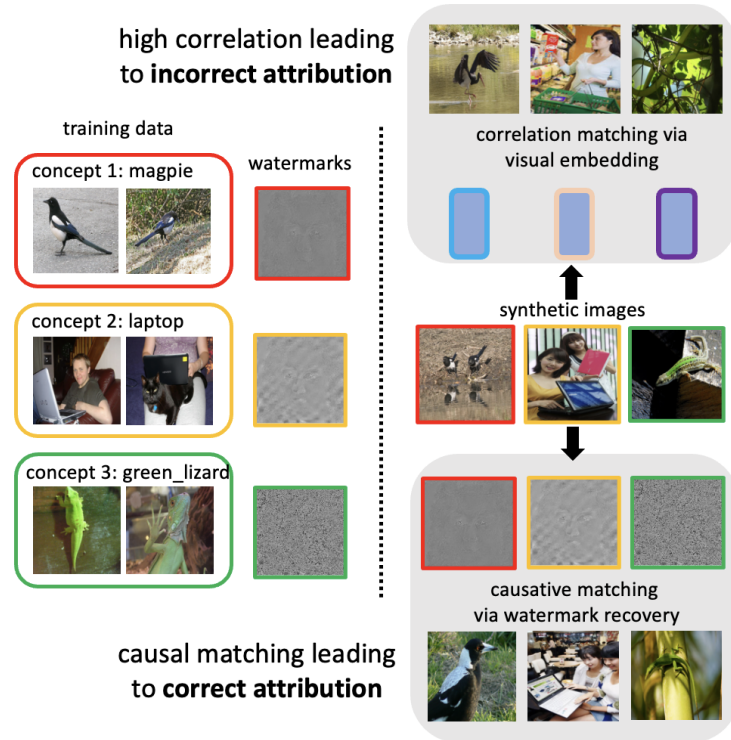 high correlation leading
to incorrect attribution
training data
concept 1: magpie
watermarks
concept 2: laptop
concept 3: green_lizard
causal matching leading
to correct attribution
correlation matching via
visual embedding
synthetic images
causative matching
via watermark recovery